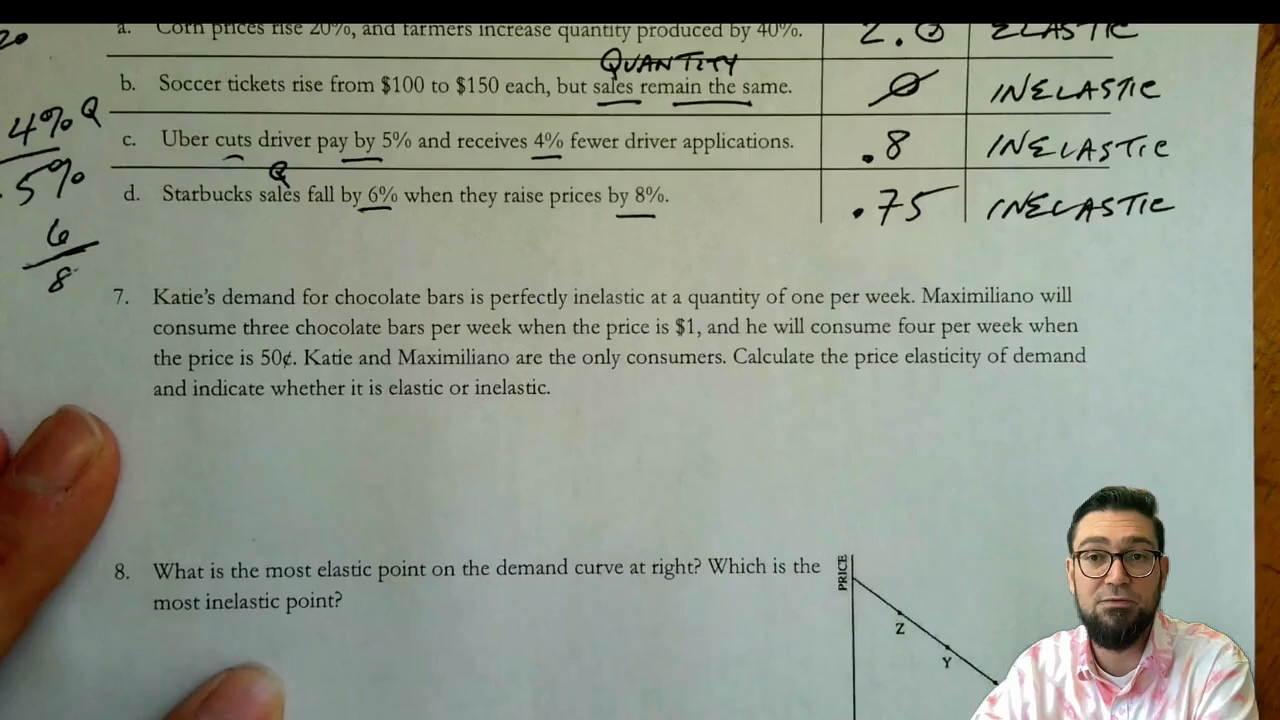 20
a. Corn prices rise 20%, and farmers increase quantity produced by 40%. 2.0 ELASTIC
QUANTITY
b. Soccer tickets rise from $100 to $150 each, but sales remain the same. 0 INELASTIC
4% Q
c. Uber cuts driver pay by 5% and receives 4% fewer driver applications. .8 INELASTIC
5%
Q
d. Starbucks sales fall by 6% when they raise prices by 8%. .75 INELASTIC
6
8
7. Katie's demand for chocolate bars is perfectly inelastic at a quantity of one per week. Maximiliano will
consume three chocolate bars per week when the price is $1, and he will consume four per week when
the price is 50¢. Katie and Maximiliano are the only consumers. Calculate the price elasticity of demand
and indicate whether it is elastic or inelastic.
8. What is the most elastic point on the demand curve at right? Which is the
most inelastic point?
PRICE
Z
Y